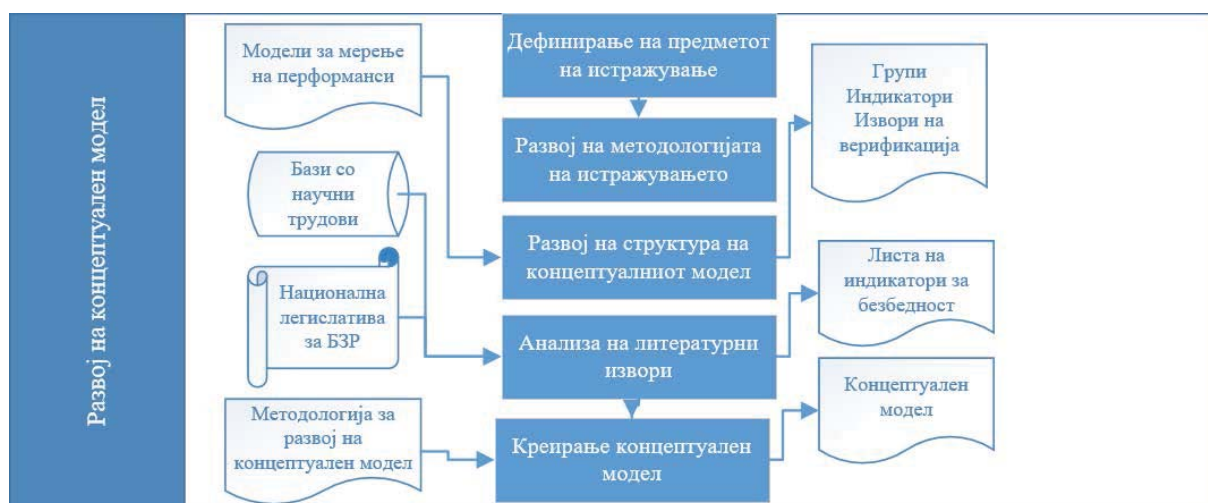 Развој на концептуален модел
Модели за мерење
на перформанси
Бази со
научни
трудови
Национална
легислатива
за БЗР
Методологија за
развој на
концептуален модел
Дефинирање на предметот
на истражување
Развој на методологијата
на истражувањето
Развој на структура на
концептуалниот модел
Анализа на литературни
извори
Креирање концептуален
модел
Групи
Индикатори
Извори на
верификација
Листа на
индикатори за
безбедност
Концептуален
модел